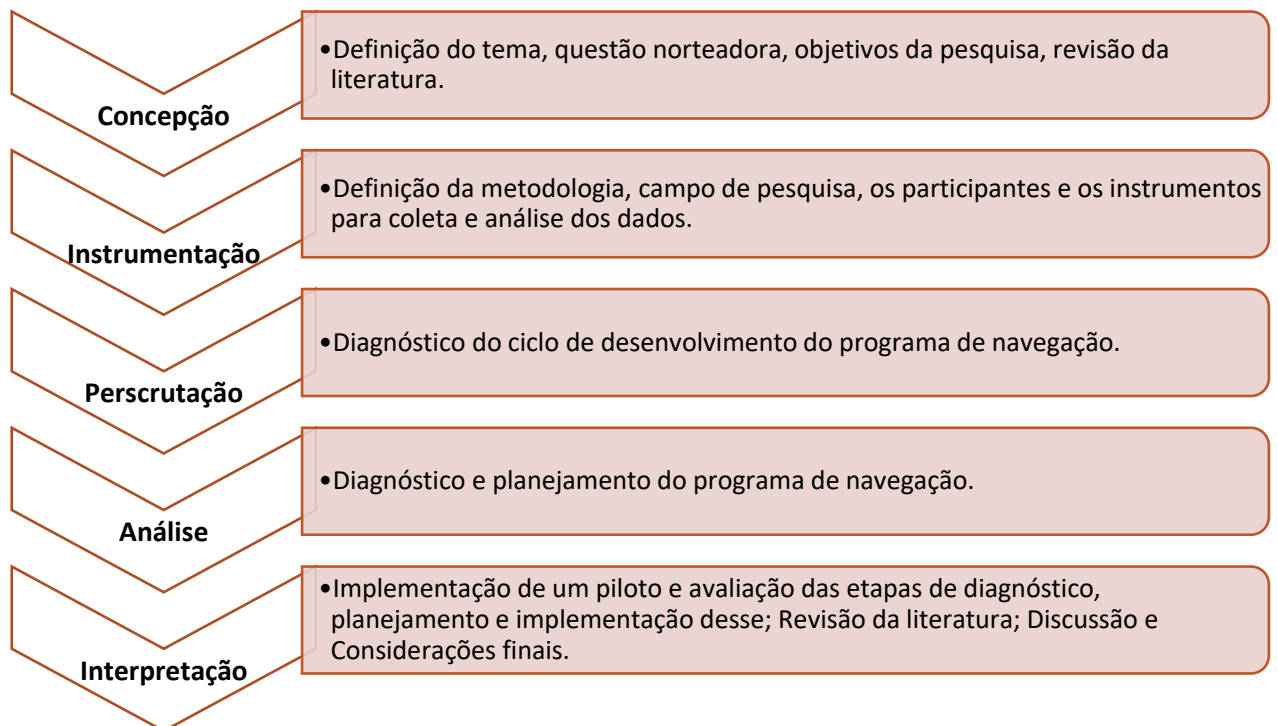 Concepção
•Definição do tema, questão norteadora, objetivos da pesquisa, revisão da
literatura.
Instrumentação
•Definição da metodologia, campo de pesquisa, os participantes e os instrumentos
para coleta e análise dos dados.
Perscrutação
•Diagnóstico do ciclo de desenvolvimento do programa de navegação.
Análise
•Diagnóstico e planejamento do programa de navegação.
Interpretação
•Implementação de um piloto e avaliação das etapas de diagnóstico,
planejamento e implementação desse; Revisão da literatura; Discussão e
Considerações finais.